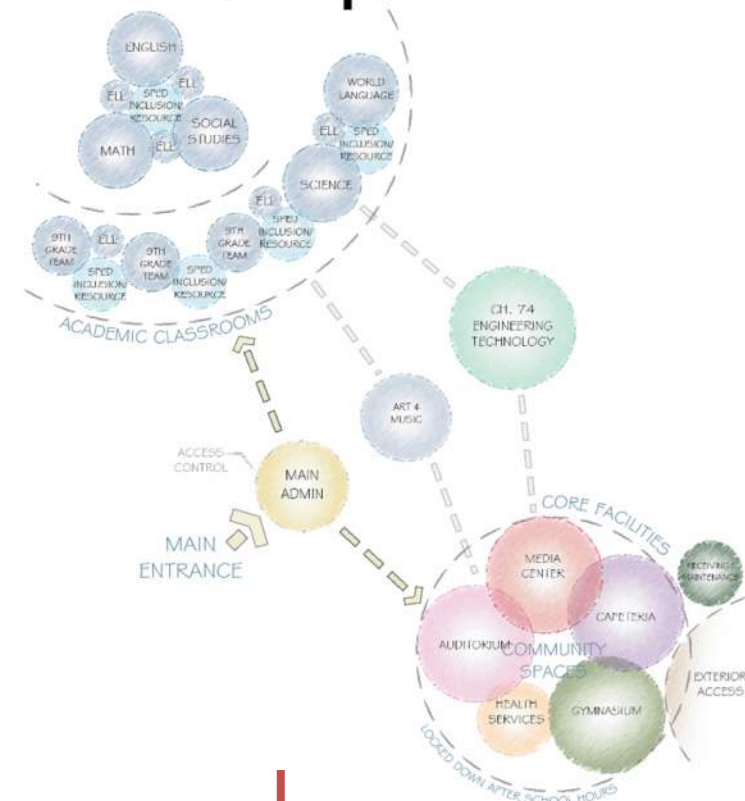 ENGLISH
ELL
ELL
SPED
INCLUSION/
RESOURCE
MATH
ELL
SOCIAL
STUDIES
WORLD
LANGUAGE
ELL
SPED
INCLUSION/
RESOURCE
SCIENCE
ELL
SPED
INCLUSION/
RESOURCE
9TH
GRADE
TEAM
ELL
SPED
INCLUSION/
RESOURCE
9TH
GRADE
TEAM
SPED
INCLUSION/
RESOURCE
9TH
GRADE
TEAM
ACADEMIC CLASSROOMS
CH. 74
ENGINEERING
TECHNOLOGY
ART &
MUSIC
ACCESS
CONTROL
MAIN
ADMIN
MAIN
ENTRANCE
CORE FACILITIES
MEDIA
CENTER
RECEIVING/
MAINTENANCE
CAFETERIA
AUDITORIUM
COMMUNITY
SPACES
HEALTH
SERVICES
GYMNASIUM
EXTERIOR
ACCESS
LOCKED DOWN AFTER SCHOOL HOURS